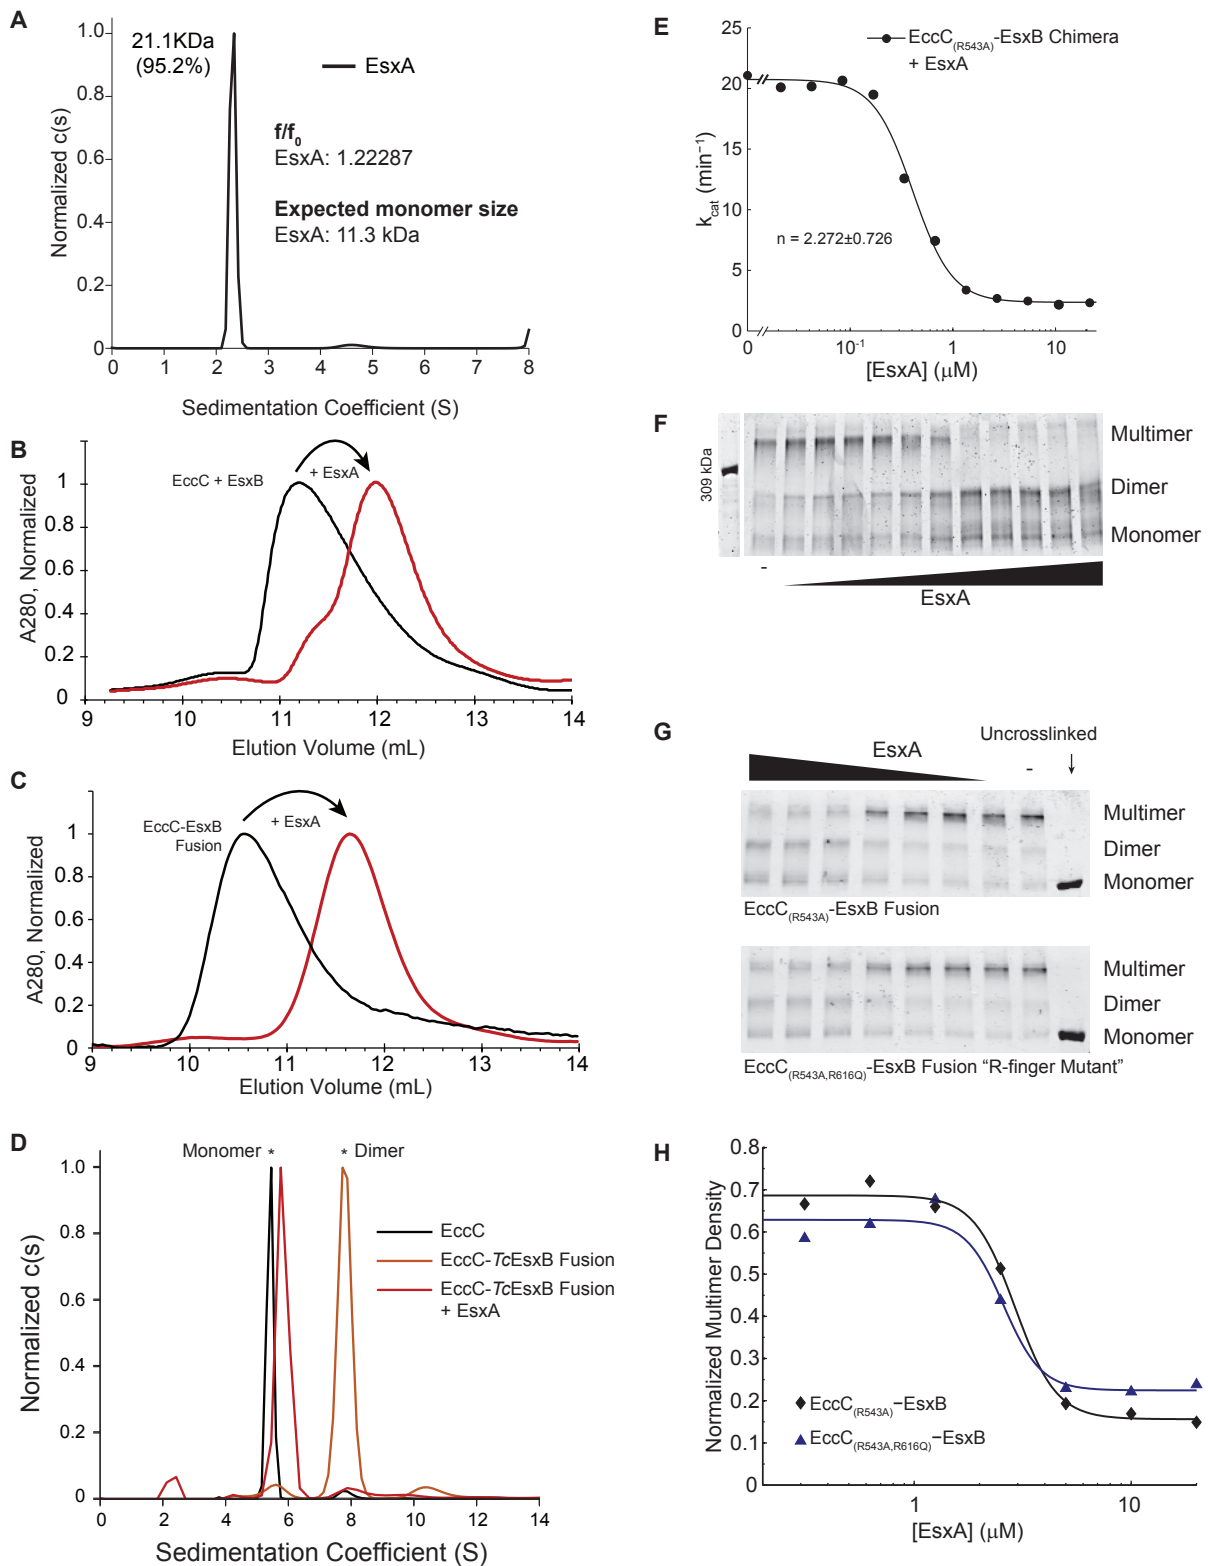 A
21.1KDa
(95.2%)
EsxA
f/f0
EsxA: 1.22287
Expected monomer size
EsxA: 11.3 kDa
Normalized c(s)
1.0
0.8
0.6
0.4
0.2
0
0 1 2 3 4 5 6 7 8
Sedimentation Coefficient (S)
B
EccC + EsxB
+ EsxA
A280, Normalized
1
0.8
0.6
0.4
0.2
0
9 10 11 12 13 14
Elution Volume (mL)
C
EccC-EsxB
Fusion
+ EsxA
A280, Normalized
1
0.8
0.6
0.4
0.2
0
9 10 11 12 13 14
Elution Volume (mL)
D
Monomer *
* Dimer
EccC
EccC-TcEsxB Fusion
EccC-TcEsxB Fusion
+ EsxA
Normalized c(s)
1.0
0.8
0.6
0.4
0.2
0
0 2 4 6 8 10 12 14
Sedimentation Coefficient (S)
E
EccC(R543A)-EsxB Chimera
+ EsxA
n = 2.272±0.726
kcat (min−1)
25
20
15
10
5
0
0 10-1 1 10
[EsxA] (μM)
F
309 kDa
Multimer
Dimer
Monomer
-
EsxA
G
EsxA
Uncrosslinked
-
Multimer
Dimer
Monomer
EccC(R543A)-EsxB Fusion
Multimer
Dimer
Monomer
EccC(R543A,R616Q)-EsxB Fusion “R-finger Mutant”
H
Normalized Multimer Density
0.8
0.7
0.6
0.5
0.4
0.3
0.2
0.1
0
EccC(R543A)−EsxB
EccC(R543A,R616Q)−EsxB
1 10
[EsxA] (μM)